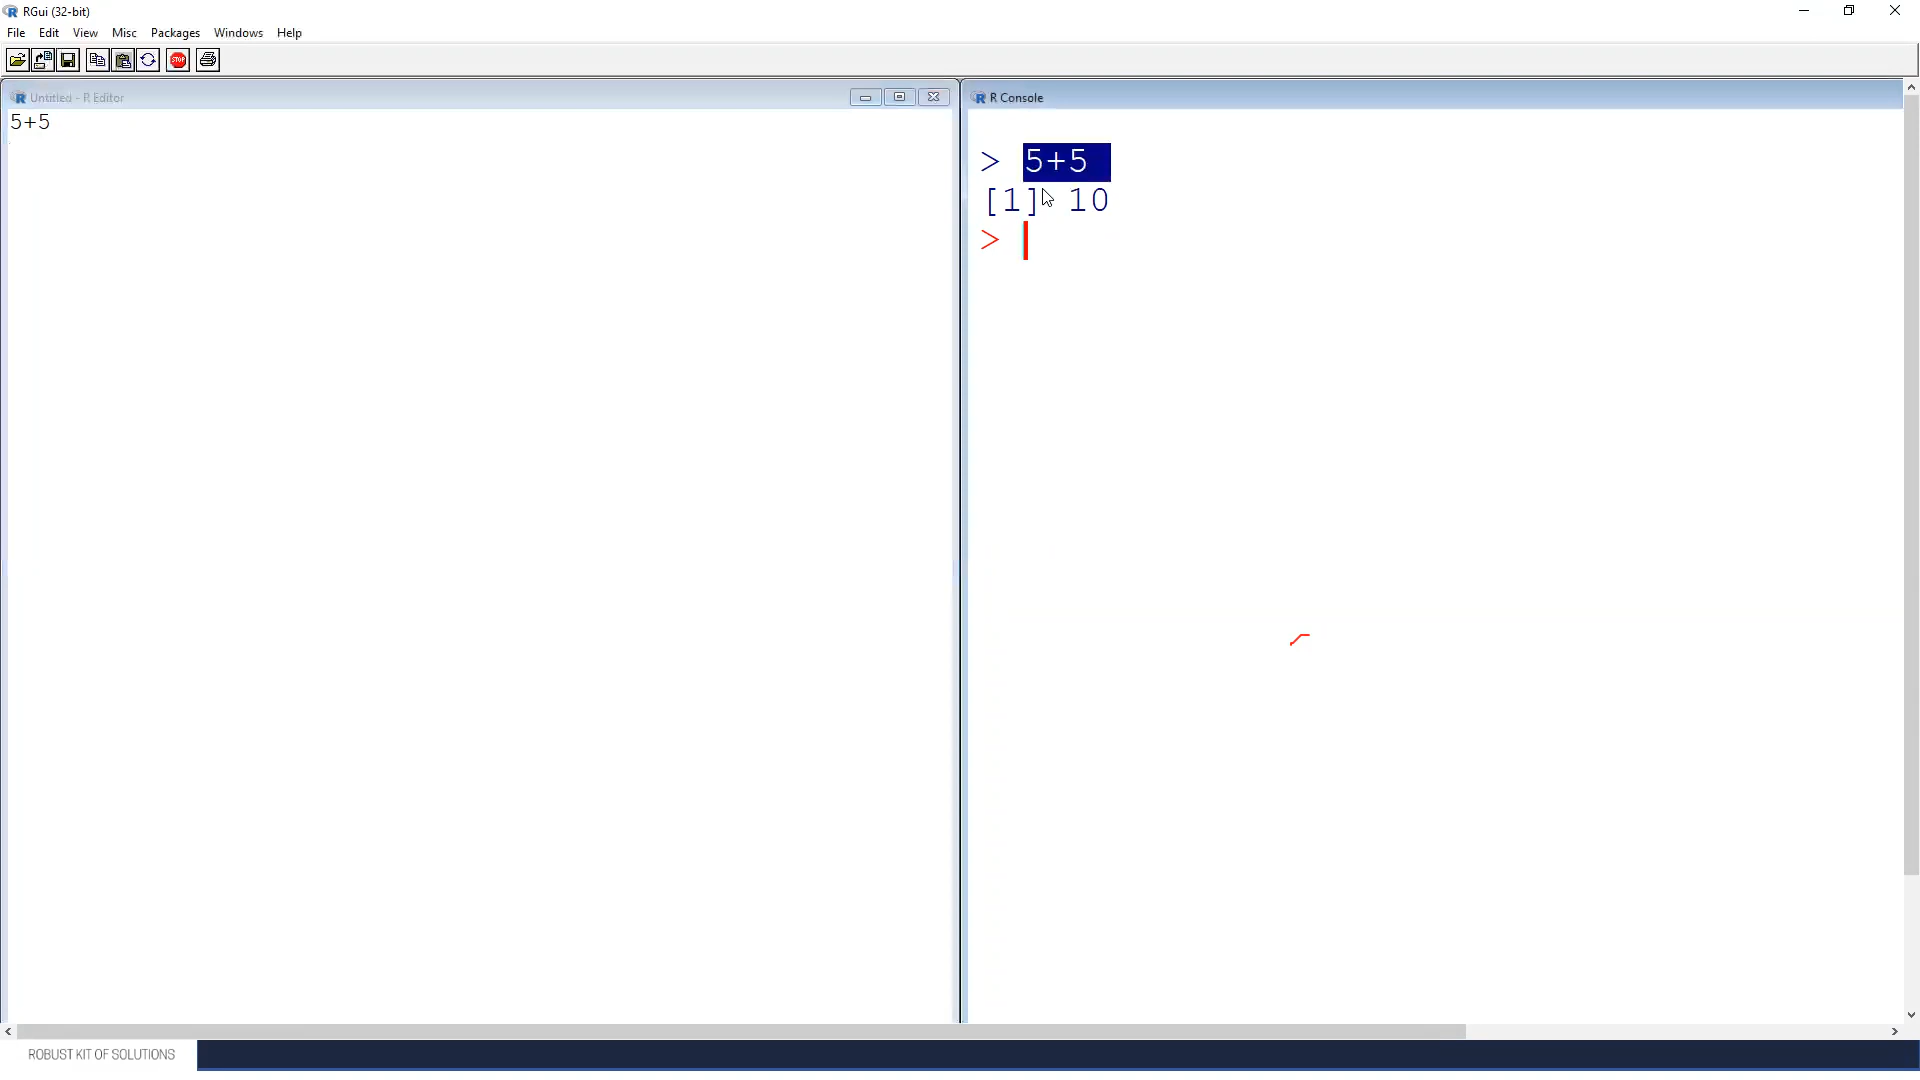 RGui (32-bit)
File Edit View Misc Packages Windows Help
STOP
Untitled - R Editor
5+5
R Console
> 5+5
[1] 10
>
ROBUST KIT OF SOLUTIONS